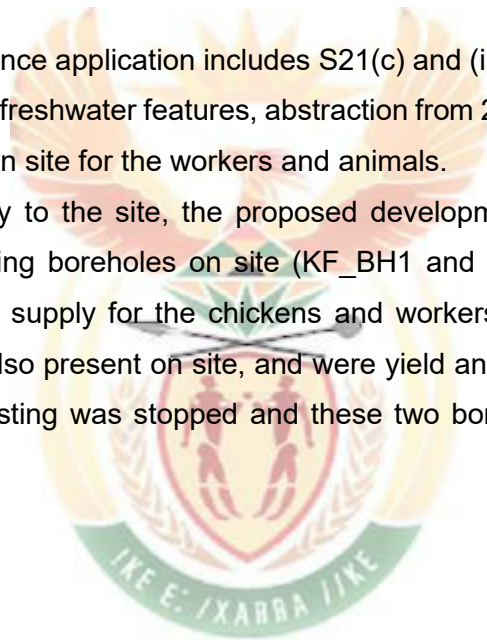 nce application includes S21(c) and (i
freshwater features, abstraction from 2
n site for the workers and animals.
y to the site, the proposed developm
ing boreholes on site (KF_BH1 and
supply for the chickens and workers
lso present on site, and were yield an
sting was stopped and these two bor
!KE E: /XARRA //KE